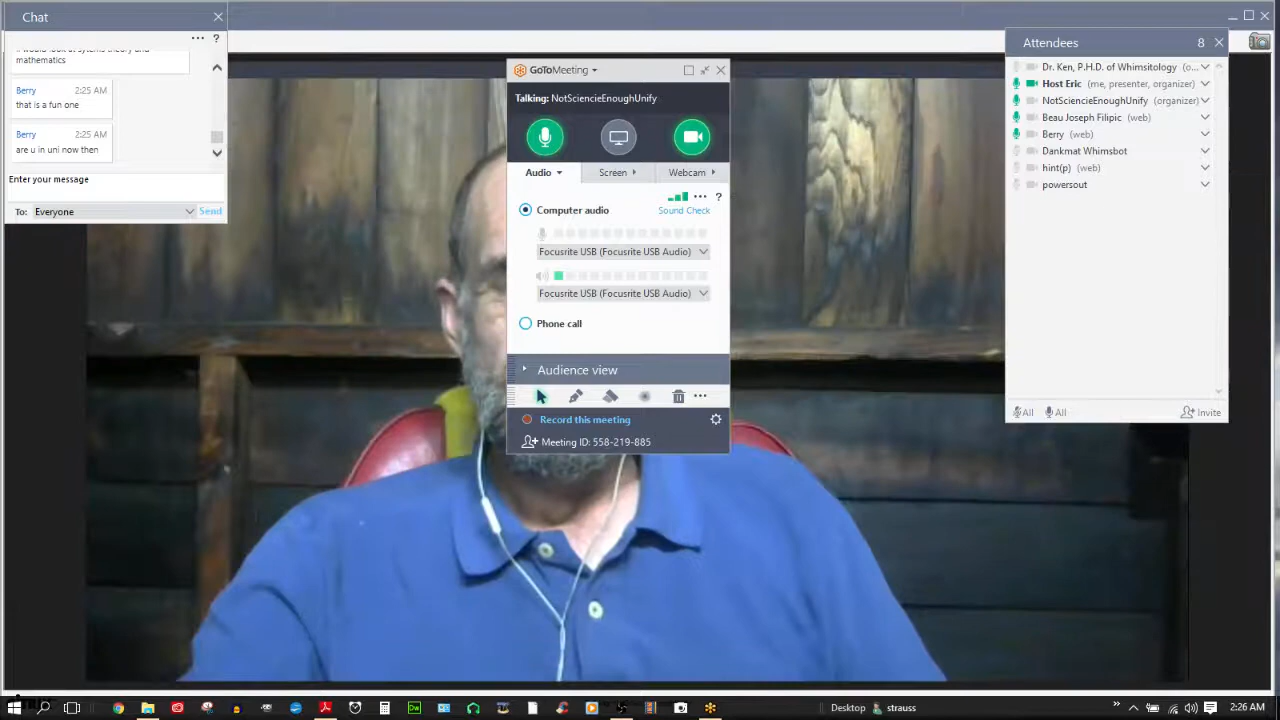 Chat
mathematics
Berry 2:25 AM
that is a fun one
Berry 2:25 AM
are u in uni now then
Enter your message
To: Everyone Send
GoToMeeting
Talking: NotSciencieEnoughUnify
Audio Screen Webcam
?
Computer audio Sound Check
Focusrite USB (Focusrite USB Audio)
Focusrite USB (Focusrite USB Audio)
Phone call
Audience view
Record this meeting
Meeting ID: 558-219-885
Attendees 8
Dr. Ken, P.H.D. of Whimsitology (o...
Host Eric (me, presenter, organizer)
NotSciencieEnoughUnify (organizer)
Beau Joseph Filipic (web)
Berry (web)
Dankmat Whimsbot
hint(p) (web)
powersout
All All Invite
Desktop strauss 2:26 AM